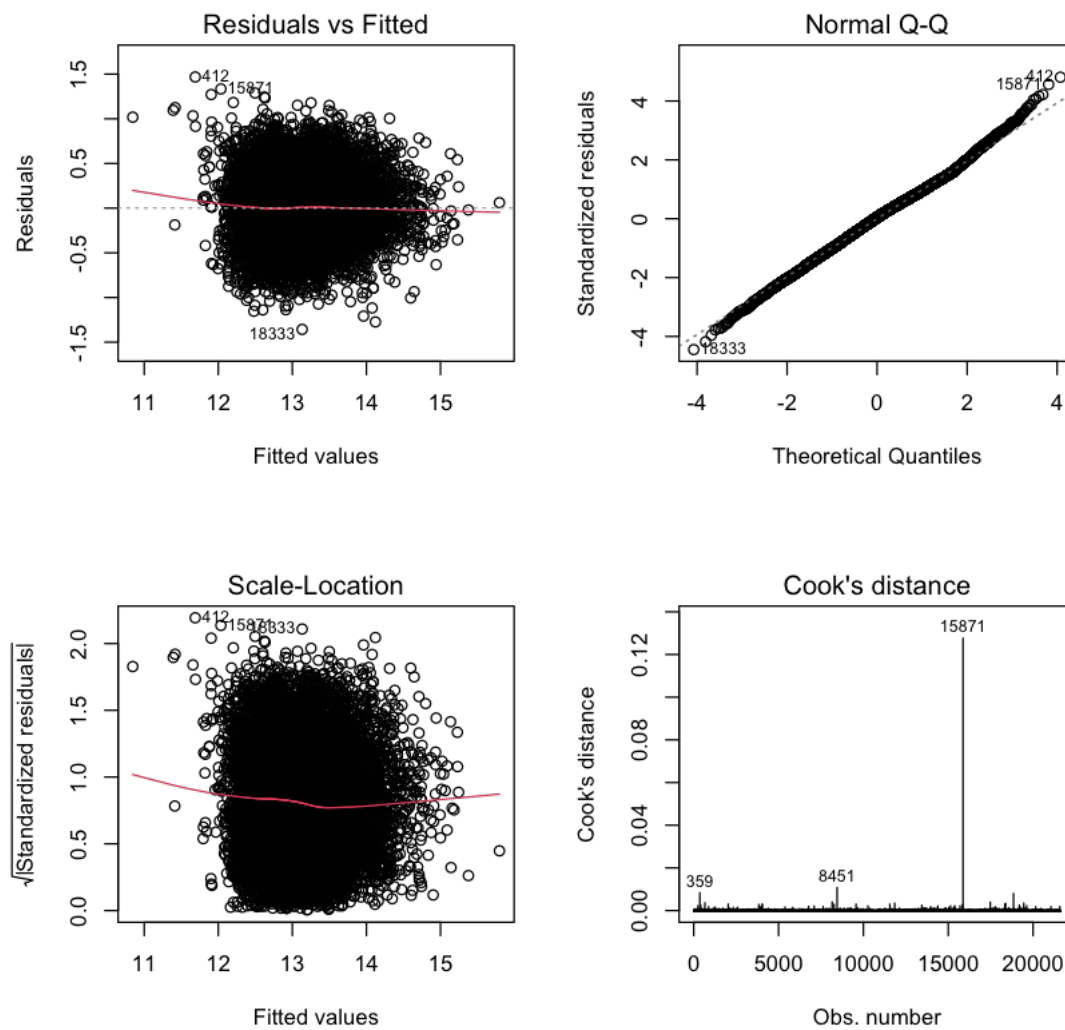 Residuals vs Fitted
Residuals
1.5
0.5
-0.5
-1.5
412
15871
18333
11 12 13 14 15
Fitted values
Normal Q-Q
Standardized residuals
4
2
0
-2
-4
412
15871
18333
-4 -2 0 2 4
Theoretical Quantiles
Scale-Location
√|Standardized residuals|
2.0
1.5
1.0
0.5
0.0
412
15871
18333
11 12 13 14 15
Fitted values
Cook's distance
Cook's distance
0.12
0.08
0.04
0.00
359
8451
15871
0 5000 10000 15000 20000
Obs. number